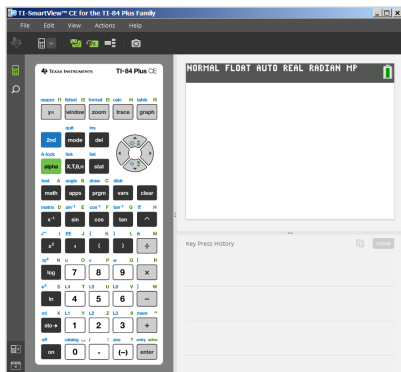 TI-SmartView™ CE for the TI-84 Plus Family
File Edit View Actions Help
TEXAS INSTRUMENTS TI-84 Plus CE
NORMAL FLOAT AUTO REAL RADIAN MP
statplot f1 tblset f2 format f3 calc f4 table f5
y= window zoom trace graph
quit ins
2nd mode del
A-lock link list
alpha X,T,θ,n stat
test A angle B draw C distr
math apps prgm vars clear
matrix D sin⁻¹ E cos⁻¹ F tan⁻¹ G π H
x⁻¹ sin cos tan ^
√ I EE J { K } L e M
x² , ( ) ÷
10ˣ N u O v P w Q [ R
log 7 8 9 ×
eˣ S L4 T L5 U L6 V ] W
ln 4 5 6 −
rcl X L1 Y L2 Z L3 θ mem "
sto→ 1 2 3 +
off catalog i : ans ? entry solve
on 0 . (−) enter
Key Press History
CLEAR